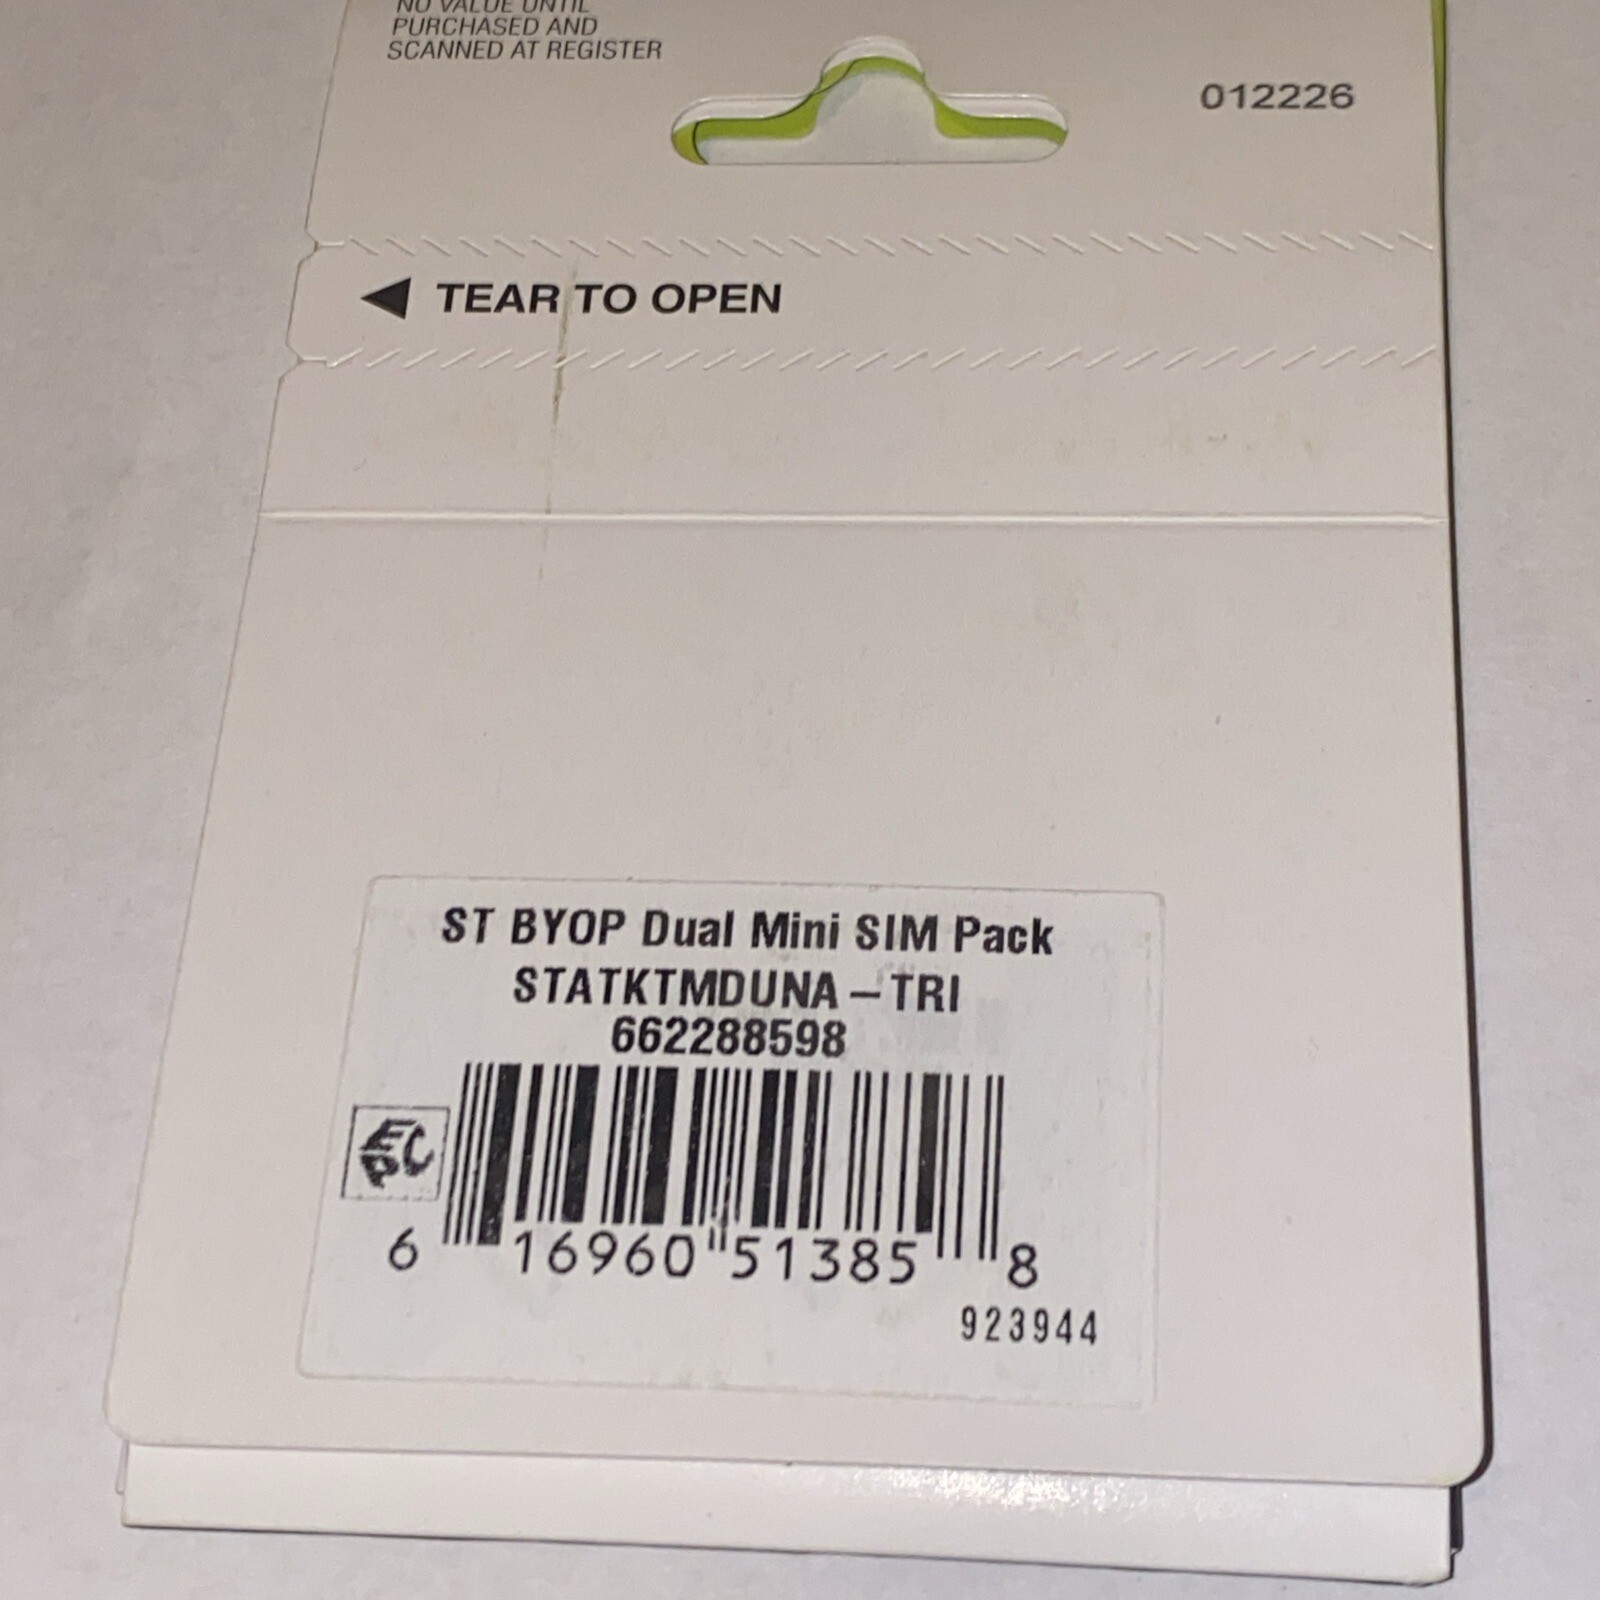 NO VALUE UNTIL
PURCHASED AND
SCANNED AT REGISTER
012226
TEAR TO OPEN
ST BYOP Dual Mini SIM Pack
STATKTMDUNA – TRI
662288598
EPC
6 16960 51385 8
923944